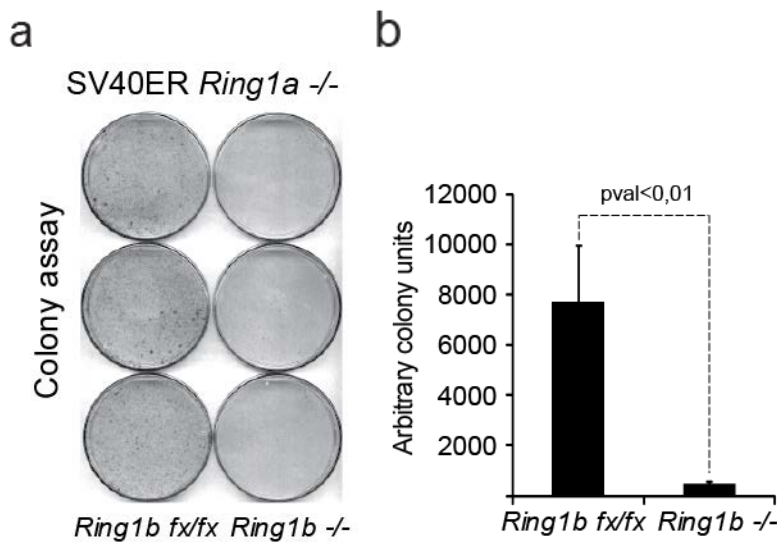 a
SV40ER Ring1a -/-
Colony assay
Ring1b fx/fx Ring1b -/-
b
12000
10000
8000
6000
4000
2000
Arbitrary colony units
pval<0,01
Ring1b fx/fx Ring1b -/-